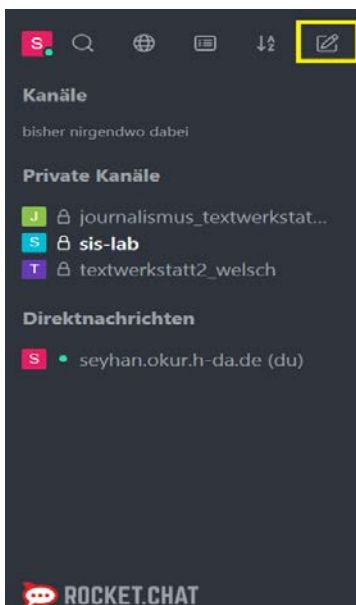 S
Kanäle
bisher nirgendwo dabei
Private Kanäle
J journalismus_textwerkstat...
S sis-lab
T textwerkstatt2_welsch
Direktnachrichten
S seyhan.okur.h-da.de (du)
ROCKET.CHAT